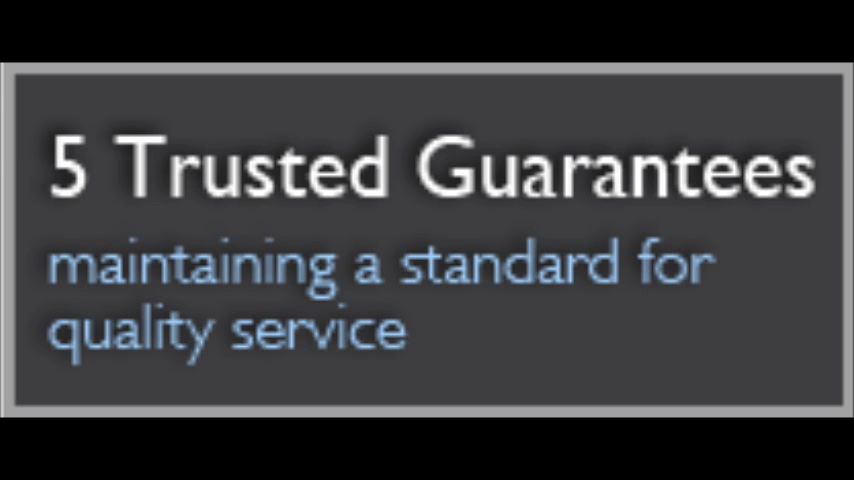 5 Trusted Guarantees
maintaining a standard for
quality service